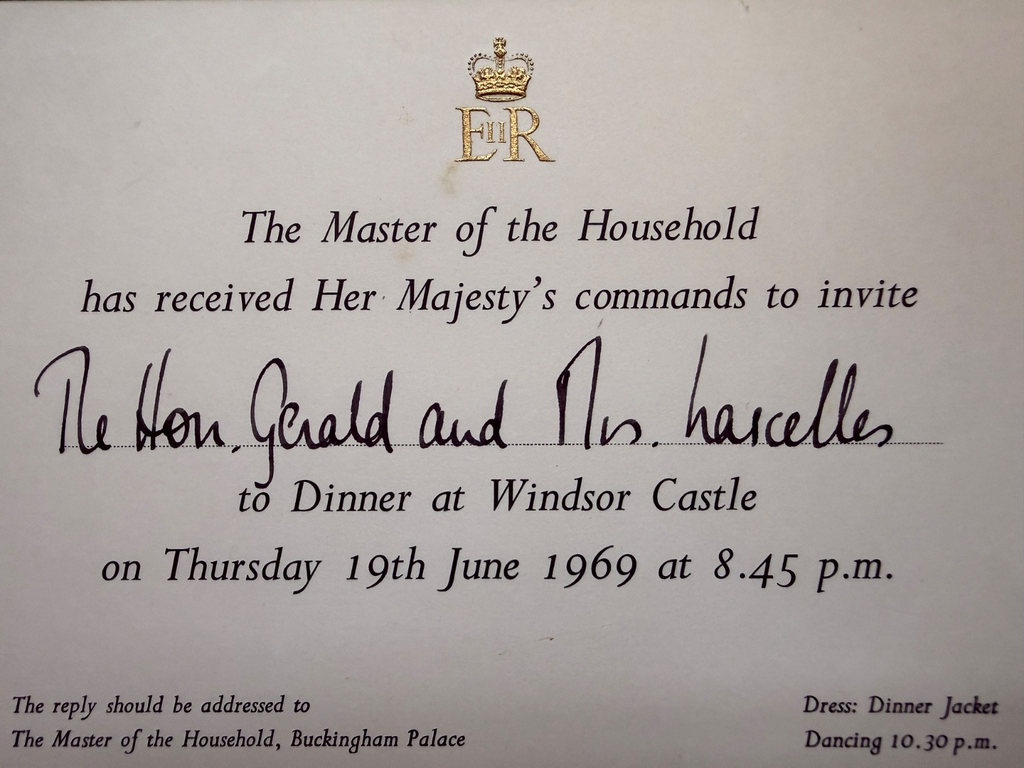 EIIR
The Master of the Household
has received Her Majesty's commands to invite
The Hon. Gerald and Mrs. Lascelles
to Dinner at Windsor Castle
on Thursday 19th June 1969 at 8.45 p.m.
The reply should be addressed to
The Master of the Household, Buckingham Palace
Dress: Dinner Jacket
Dancing 10.30 p.m.